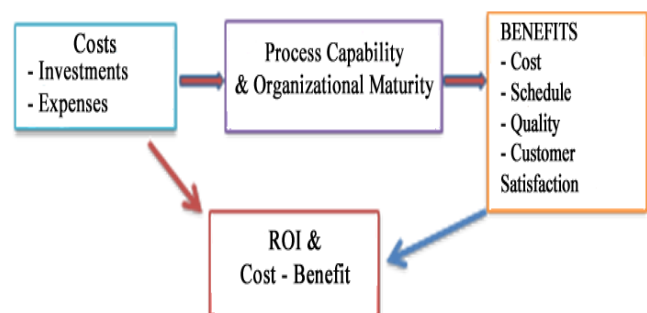 Costs
- Investments
- Expenses
Process Capability
& Organizational Maturity
BENEFITS
- Cost
- Schedule
- Quality
- Customer
Satisfaction
ROI &
Cost - Benefit